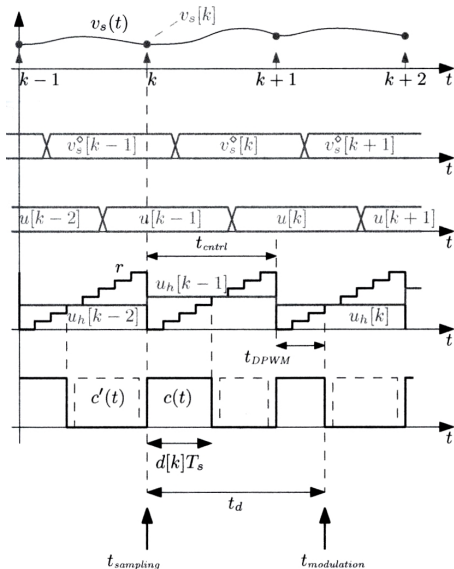 v_s(t) v_s[k]
k−1 k k+1 k+2 t
v_s^⋄[k−1] v_s^⋄[k] v_s^⋄[k+1]
t
u[k−2] u[k−1] u[k] u[k+1]
t
t_cntrl
r u_h[k−1]
u_h[k−2] u_h[k]
t
t_DPWM
c′(t) c(t)
t
d[k]T_s
t_d
t_sampling t_modulation